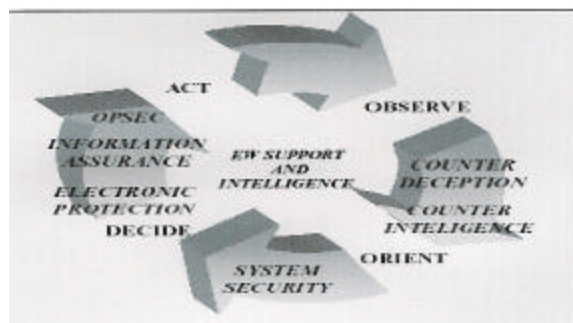 ACT
OBSERVE
OPSEC
INFORMATION
ASSURANCE
ELECTRONIC
PROTECTION
DECIDE
EW SUPPORT
AND
INTELLIGENCE
COUNTER
DECEPTION
COUNTER
INTELIGENCE
ORIENT
SYSTEM
SECURITY